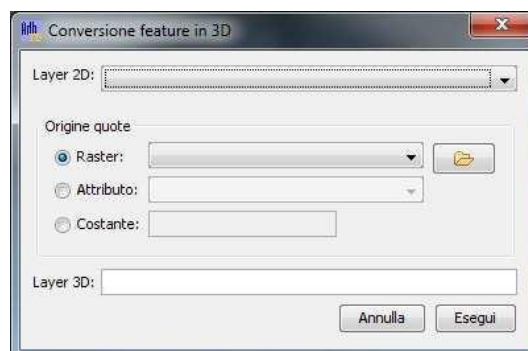 Conversione feature in 3D
Layer 2D:
Origine quote
Raster:
Attributo:
Costante:
Layer 3D:
Annulla
Esegui